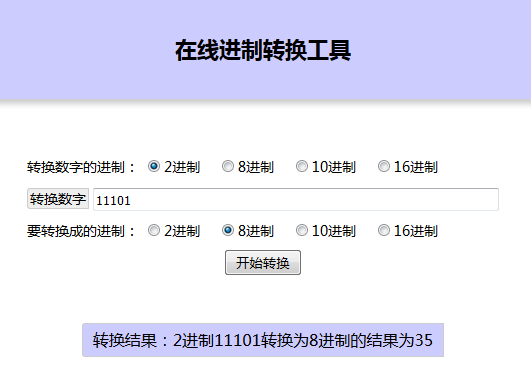 在线进制转换工具
转换数字的进制： 2进制 8进制 10进制 16进制
转换数字 11101
要转换成的进制： 2进制 8进制 10进制 16进制
开始转换
转换结果：2进制11101转换为8进制的结果为35